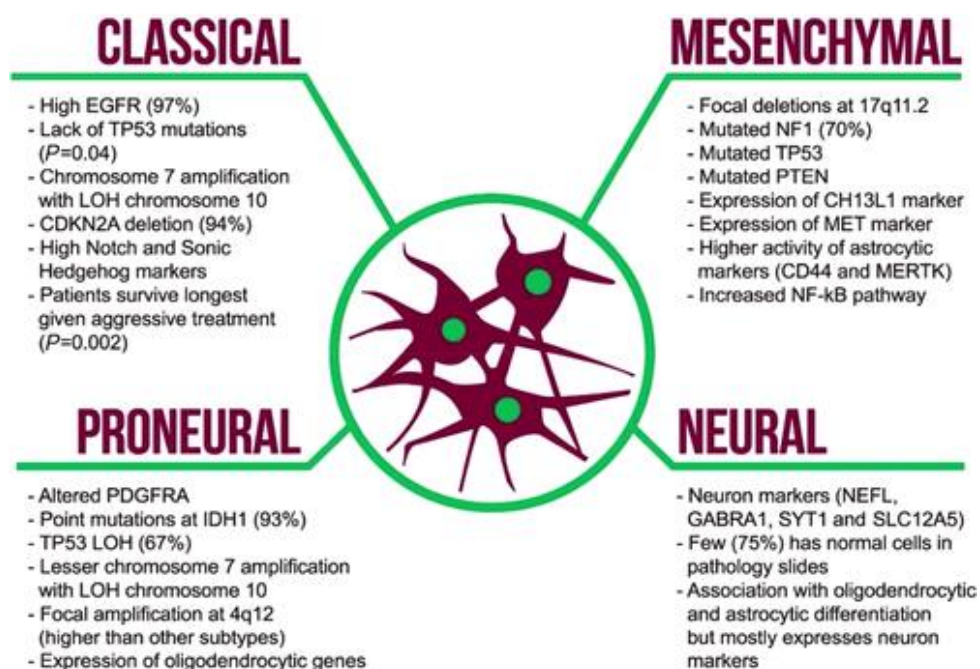 CLASSICAL
- High EGFR (97%)
- Lack of TP53 mutations
(P=0.04)
- Chromosome 7 amplification
with LOH chromosome 10
- CDKN2A deletion (94%)
- High Notch and Sonic
Hedgehog markers
- Patients survive longest
given aggressive treatment
(P=0.002)
MESENCHYMAL
- Focal deletions at 17q11.2
- Mutated NF1 (70%)
- Mutated TP53
- Mutated PTEN
- Expression of CH13L1 marker
- Expression of MET marker
- Higher activity of astrocytic
markers (CD44 and MERTK)
- Increased NF-kB pathway
PRONEURAL
- Altered PDGFRA
- Point mutations at IDH1 (93%)
- TP53 LOH (67%)
- Lesser chromosome 7 amplification
with LOH chromosome 10
- Focal amplification at 4q12
(higher than other subtypes)
- Expression of oligodendrocytic genes
NEURAL
- Neuron markers (NEFL,
GABRA1, SYT1 and SLC12A5)
- Few (75%) has normal cells in
pathology slides
- Association with oligodendrocytic
and astrocytic differentiation
but mostly expresses neuron
markers